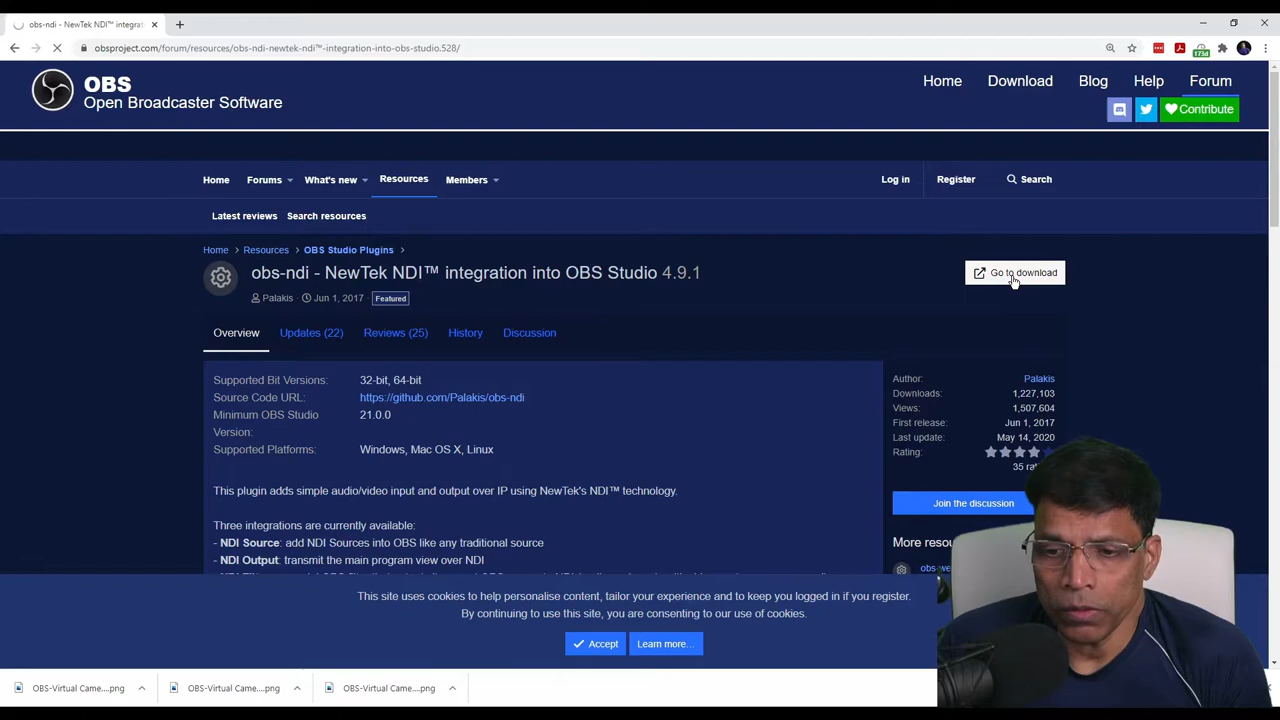 obs-ndi - NewTek NDI™ integrat
obsproject.com/forum/resources/obs-ndi-newtek-ndi™-integration-into-obs-studio.528/
173d
OBS
Open Broadcaster Software
Home Download Blog Help Forum
Contribute
Home Forums What's new Resources Members Log in Register Search
Latest reviews Search resources
Home > Resources > OBS Studio Plugins >
obs-ndi - NewTek NDI™ integration into OBS Studio 4.9.1
Go to download
Palakis Jun 1, 2017 Featured
Overview Updates (22) Reviews (25) History Discussion
Supported Bit Versions: 32-bit, 64-bit
Source Code URL: https://github.com/Palakis/obs-ndi
Minimum OBS Studio 21.0.0
Version:
Supported Platforms: Windows, Mac OS X, Linux
This plugin adds simple audio/video input and output over IP using NewTek's NDI™ technology.
Three integrations are currently available:
- NDI Source: add NDI Sources into OBS like any traditional source
- NDI Output: transmit the main program view over NDI
Author: Palakis
Downloads: 1,227,103
Views: 1,507,604
First release: Jun 1, 2017
Last update: May 14, 2020
Rating:
35
Join the discussion
More
This site uses cookies to help personalise content, tailor your experience and to keep you logged in if you register.
By continuing to use this site, you are consenting to our use of cookies.
Accept Learn more...
OBS-Virtual Came....png OBS-Virtual Came....png OBS-Virtual Came....png